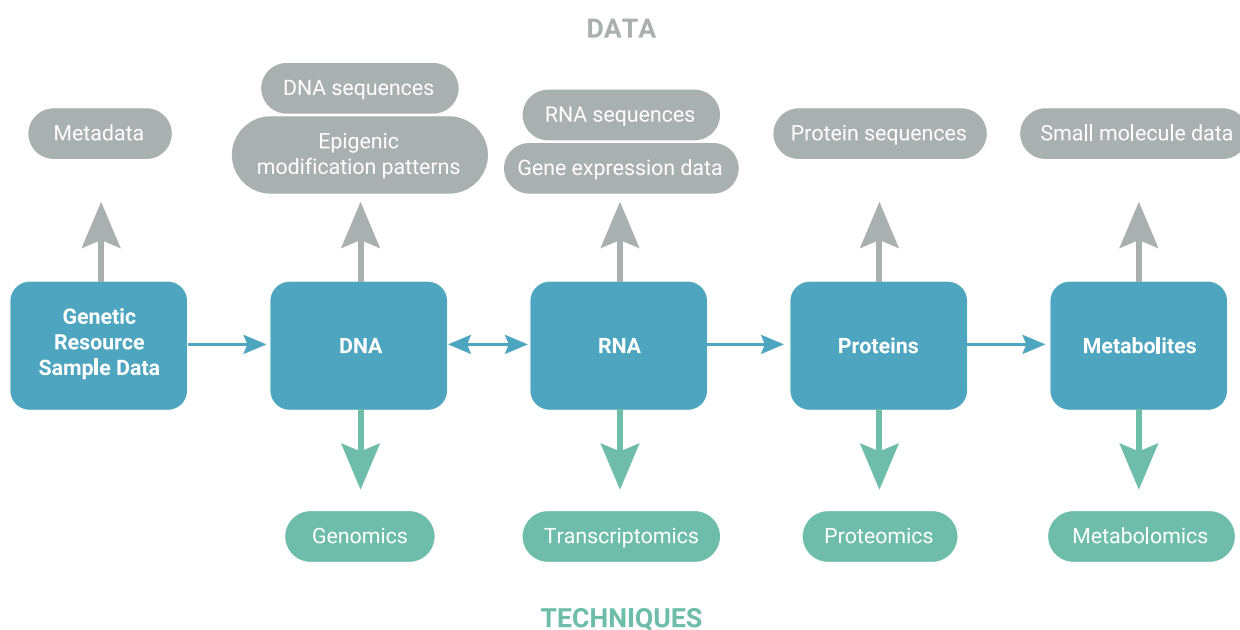 DATA
Metadata
DNA sequences
Epigenic
modification patterns
RNA sequences
Gene expression data
Protein sequences
Small molecule data
Genetic
Resource
Sample Data
DNA
RNA
Proteins
Metabolites
Genomics
Transcriptomics
Proteomics
Metabolomics
TECHNIQUES